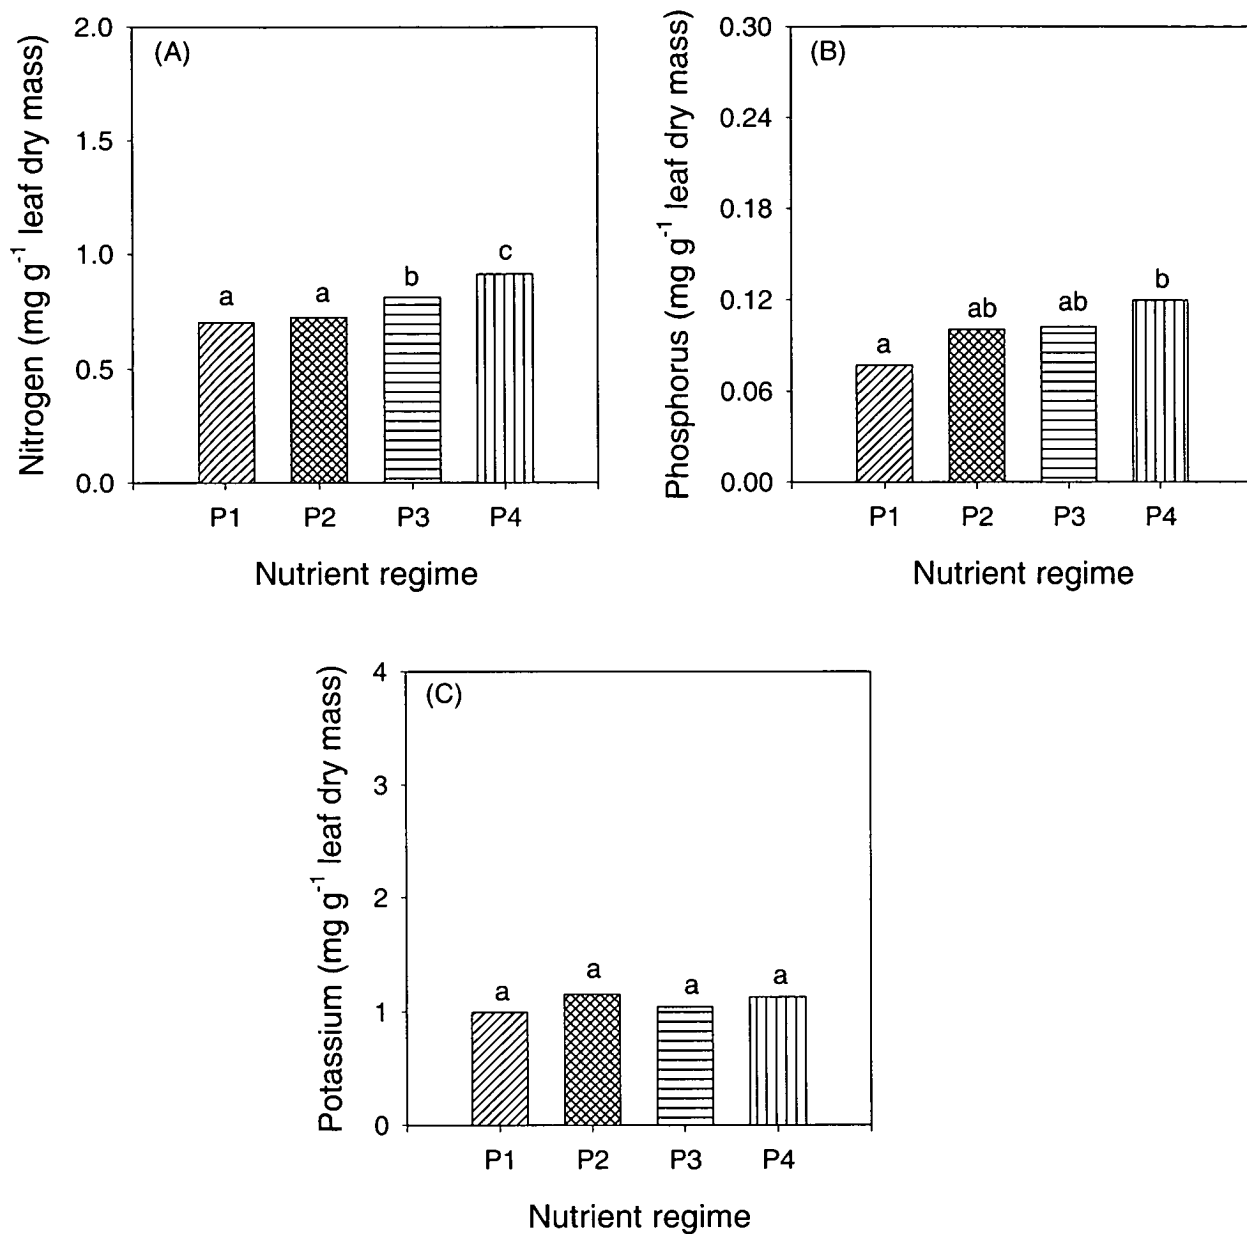 (A)
Nitrogen (mg g⁻¹ leaf dry mass)
2.0
1.5
1.0
0.5
0.0
a
a
b
c
P1 P2 P3 P4
Nutrient regime
(B)
Phosphorus (mg g⁻¹ leaf dry mass)
0.30
0.24
0.18
0.12
0.06
0.00
a
ab
ab
b
P1 P2 P3 P4
Nutrient regime
(C)
Potassium (mg g⁻¹ leaf dry mass)
4
3
2
1
0
a
a
a
a
P1 P2 P3 P4
Nutrient regime